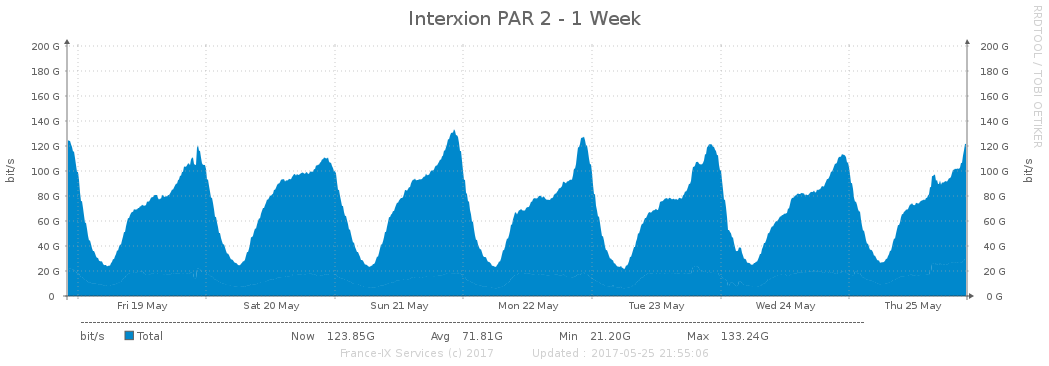 Interxion PAR 2 - 1 Week
RRDTOOL / TOBI OETIKER
bit/s
200 G 200 G
180 G 180 G
160 G 160 G
140 G 140 G
120 G 120 G
100 G 100 G
80 G 80 G
60 G 60 G
40 G 40 G
20 G 20 G
0 0 G
bit/s
Fri 19 May Sat 20 May Sun 21 May Mon 22 May Tue 23 May Wed 24 May Thu 25 May
bit/s Total Now 123.85G Avg 71.81G Min 21.20G Max 133.24G
France-IX Services (c) 2017 Updated : 2017-05-25 21:55:06